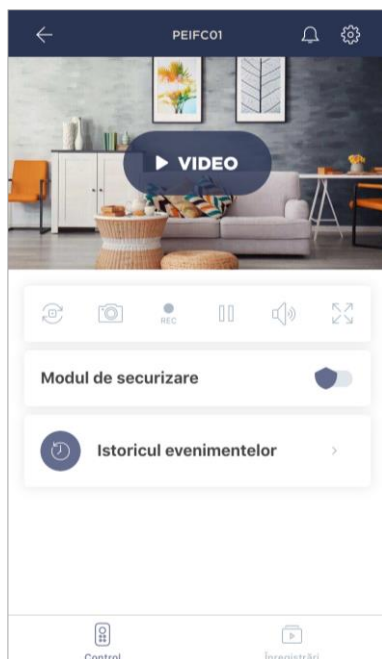 PEIFC01
VIDEO
REC
Modul de securizare
Istoricul evenimentelor
Control
Înregistrări